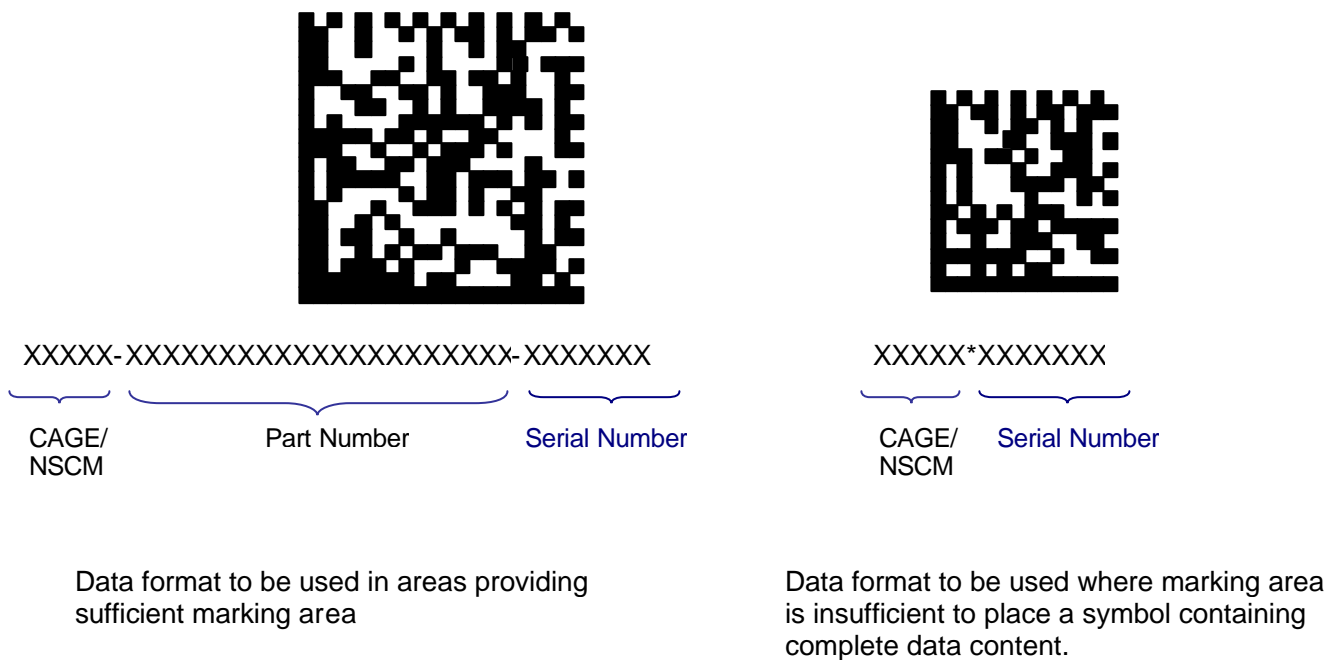 XXXXX-XXXXXXXXXXXXXXXXXXXXX-XXXXXXX
CAGE/
NSCM
Part Number
Serial Number
Data format to be used in areas providing
sufficient marking area
XXXXX*XXXXXXX
CAGE/
NSCM
Serial Number
Data format to be used where marking area
is insufficient to place a symbol containing
complete data content.